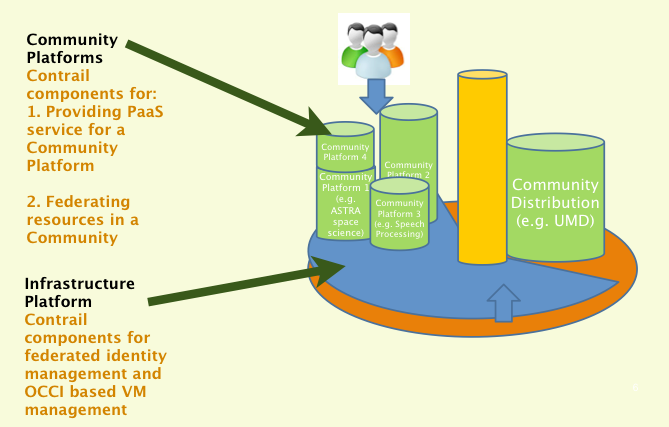 Community
Platforms
Contrail
components for:
1. Providing PaaS
service for a
Community
Platform
2. Federating
resources in a
Community
Infrastructure
Platform
Contrail
components for
federated identity
management and
OCCI based VM
management
Community
Platform 4
Community
Platform 1
(e.g.
ASTRA
space
science)
Community
Platform 2
Community
Platform 3
(e.g. Speech
Processing)
Community
Distribution
(e.g. UMD)